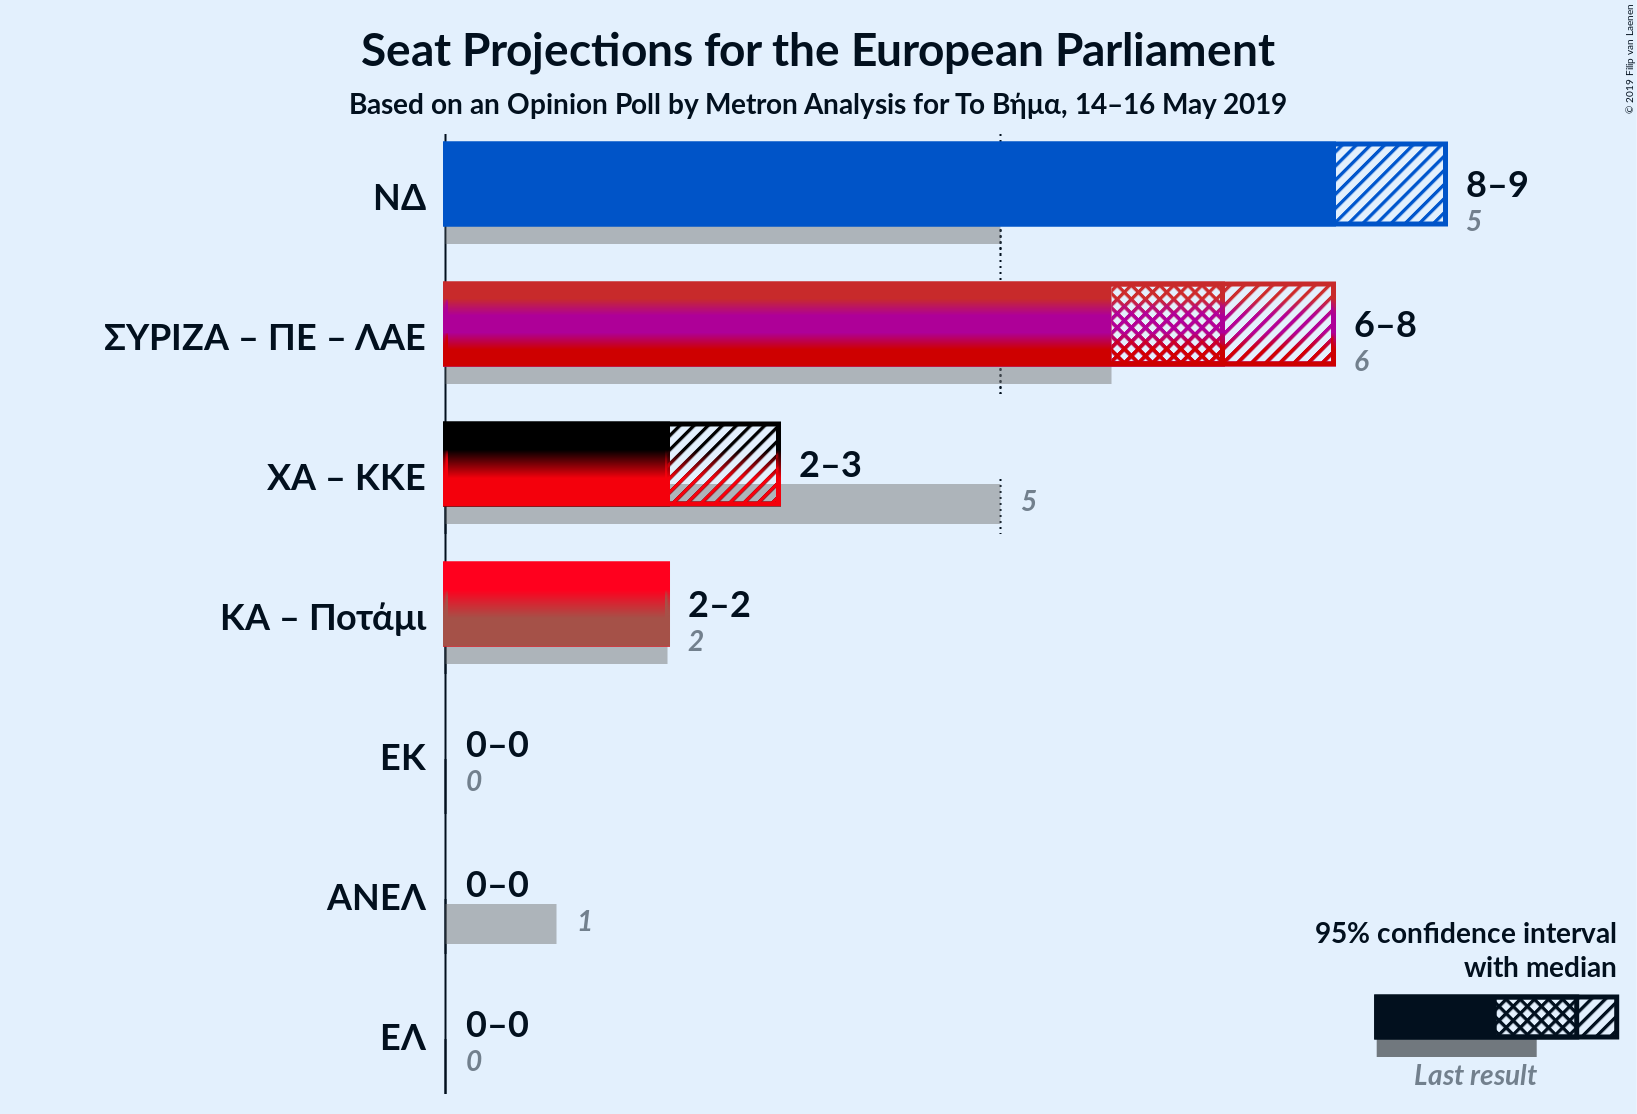 Seat Projections for the European Parliament
Based on an Opinion Poll by Metron Analysis for Το Βήμα, 14–16 May 2019
© 2019 Filip van Laenen
ΝΔ
8–9
5
ΣΥΡΙΖΑ – ΠΕ – ΛΑΕ
6–8
6
ΧΑ – ΚΚΕ
2–3
5
ΚΑ – Ποτάμι
2–2
2
ΕΚ
0–0
0
ΑΝΕΛ
0–0
1
ΕΛ
0–0
0
95% confidence interval
with median
Last result